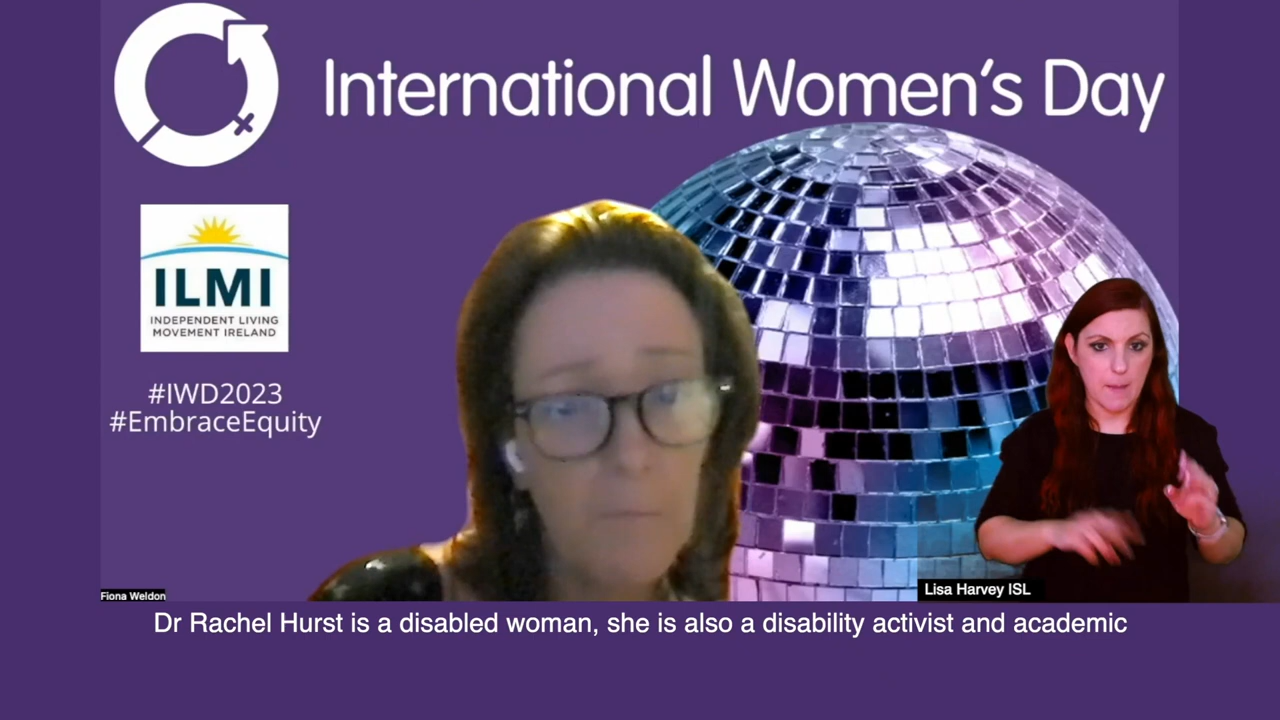 International Women's Day
ILMI
INDEPENDENT LIVING
MOVEMENT IRELAND
#IWD2023
#EmbraceEquity
Fiona Weldon
Lisa Harvey ISL
Dr Rachel Hurst is a disabled woman, she is also a disability activist and academic